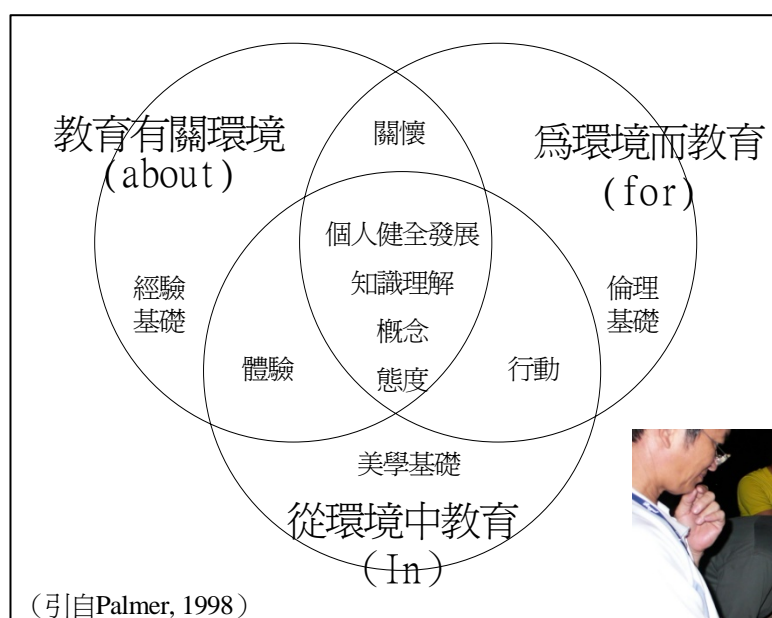 教育有關環境
(about)
關懷
爲環境而教育
(for)
個人健全發展
知識理解
概念
態度
經驗
基礎
倫理
基礎
體驗
行動
美學基礎
從環境中教育
(In)
（引自Palmer, 1998）